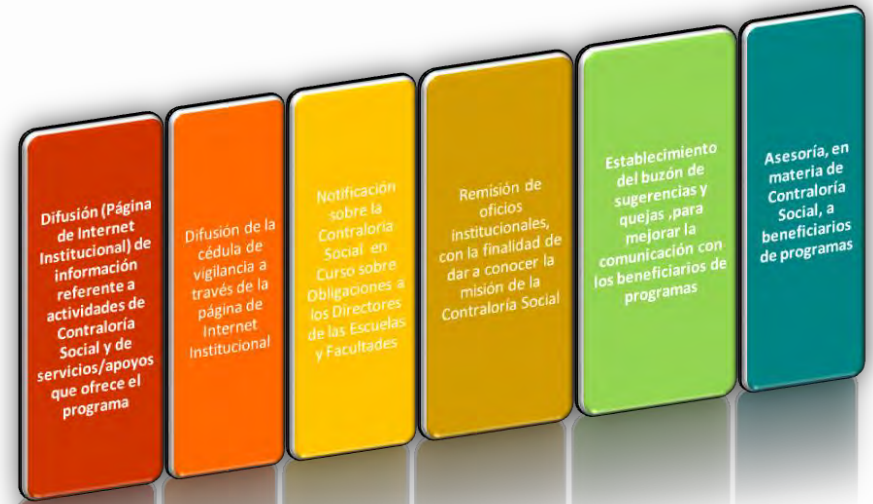 Difusión (Página
de Internet
Institucional) de
información
referente a
actividades de
Contraloría
Social y de
servicios/apoyos
que ofrece el
programa
Difusión de la
cédula de
vigilancia a
través de la
página de
Internet
Institucional
Notificación
sobre la
Contraloría
Social en
Curso sobre
Obligaciones a
los Directores
de las Escuelas
y Facultades
Remisión de
oficios
institucionales,
con la finalidad de
dar a conocer la
misión de la
Contraloría Social
Establecimiento
del buzón de
sugerencias y
quejas ,para
mejorar la
comunicación con
los beneficiarios de
programas
Asesoría, en
materia de
Contraloría
Social, a
beneficiarios
de programas